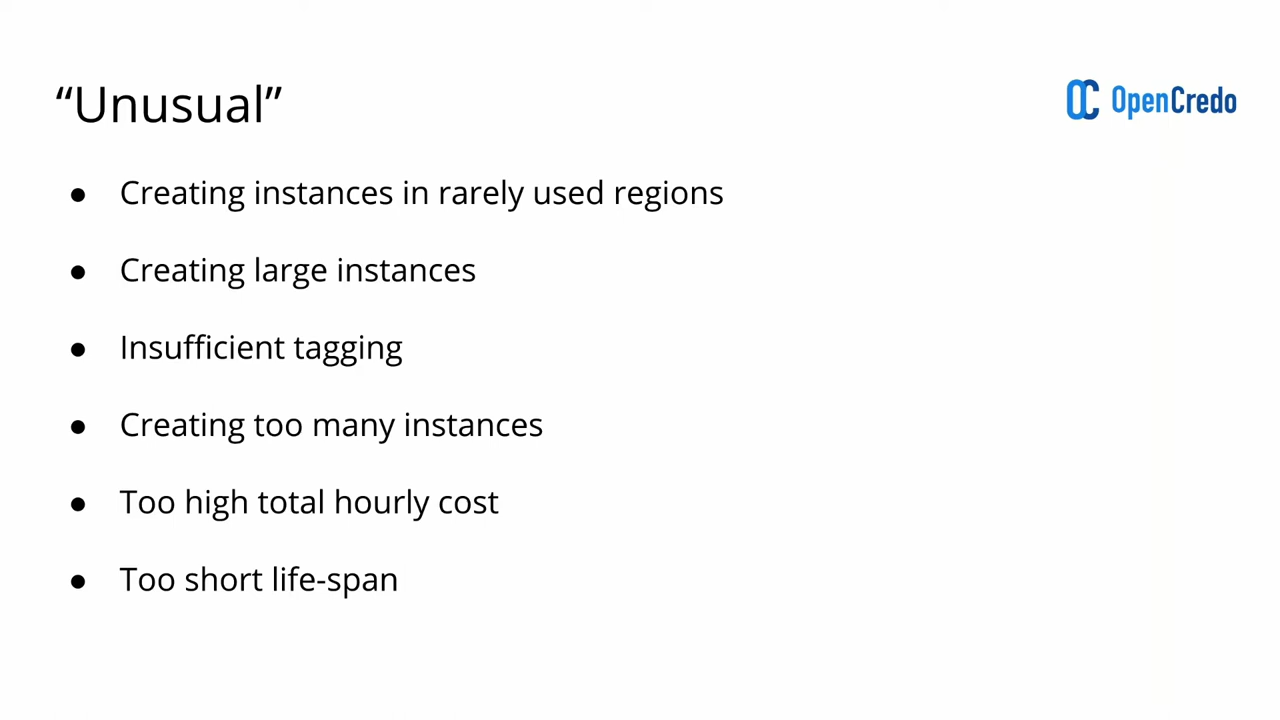 “Unusual”
OpenCredo
● Creating instances in rarely used regions
● Creating large instances
● Insufficient tagging
● Creating too many instances
● Too high total hourly cost
● Too short life-span